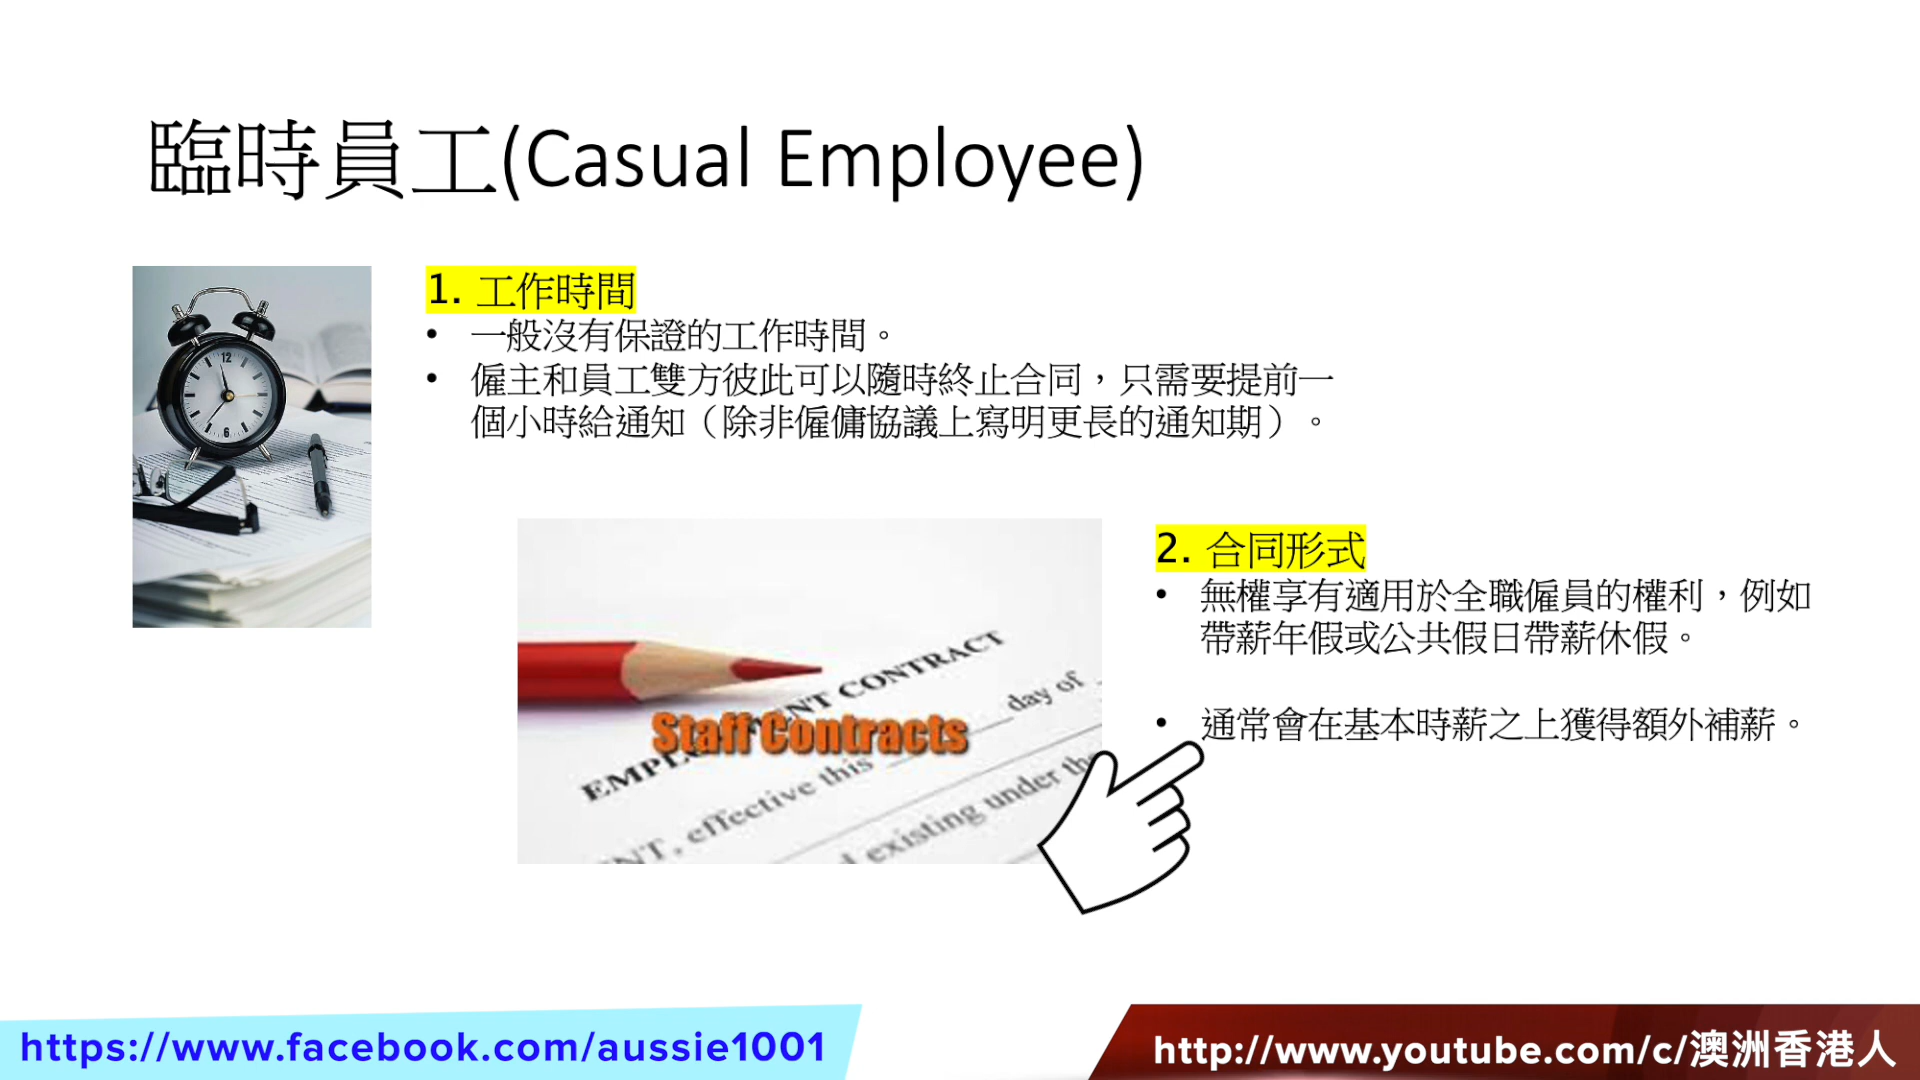 臨時員工(Casual Employee)
1. 工作時間
• 一般沒有保證的工作時間。
• 僱主和員工雙方彼此可以隨時終止合同，只需要提前一
個小時給通知（除非僱傭協議上寫明更長的通知期）。
2. 合同形式
• 無權享有適用於全職僱員的權利，例如
帶薪年假或公共假日帶薪休假。
• 通常會在基本時薪之上獲得額外補薪。
12
6
Staff Contracts
CONTRACT
day of
effective this
existing under the
https://www.facebook.com/aussie1001
http://www.youtube.com/c/澳洲香港人